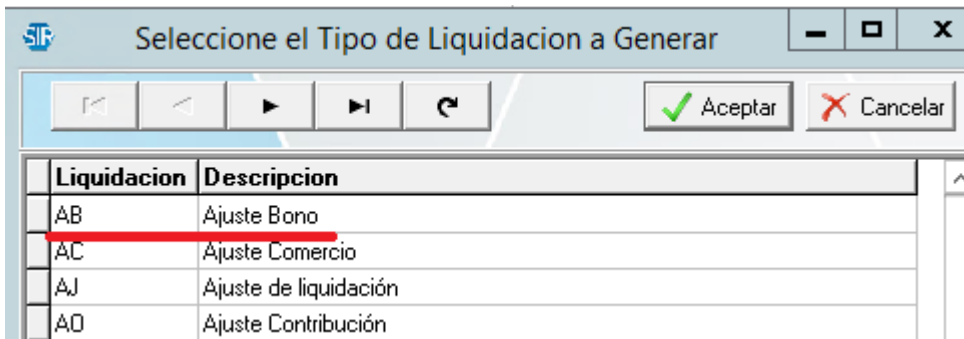 SIR Seleccione el Tipo de Liquidacion a Generar
Aceptar Cancelar
Liquidacion Descripcion
AB Ajuste Bono
AC Ajuste Comercio
AJ Ajuste de liquidación
AO Ajuste Contribución